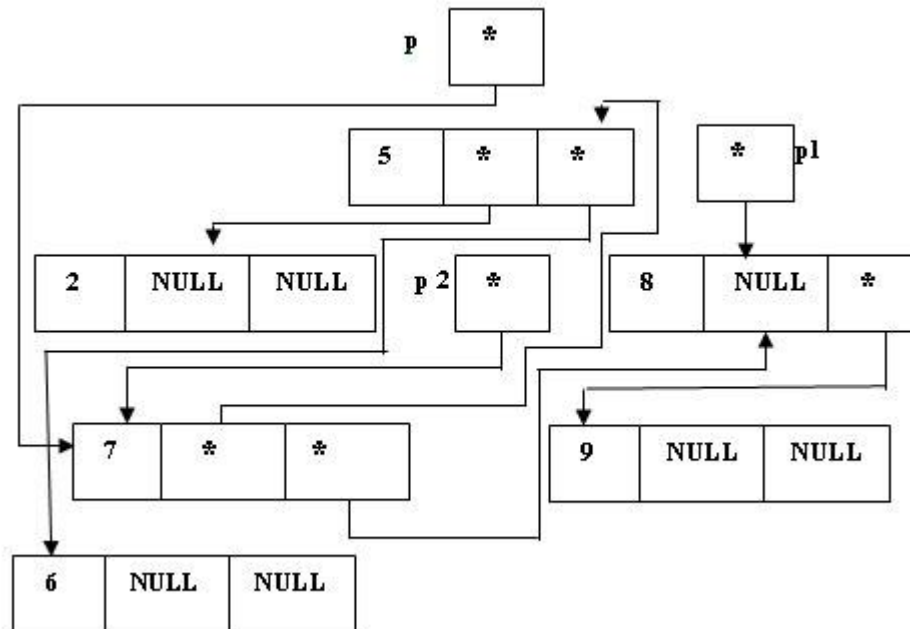 p *
5 * *
* p1
2 NULL NULL
p 2 *
8 NULL *
7 * *
9 NULL NULL
6 NULL NULL